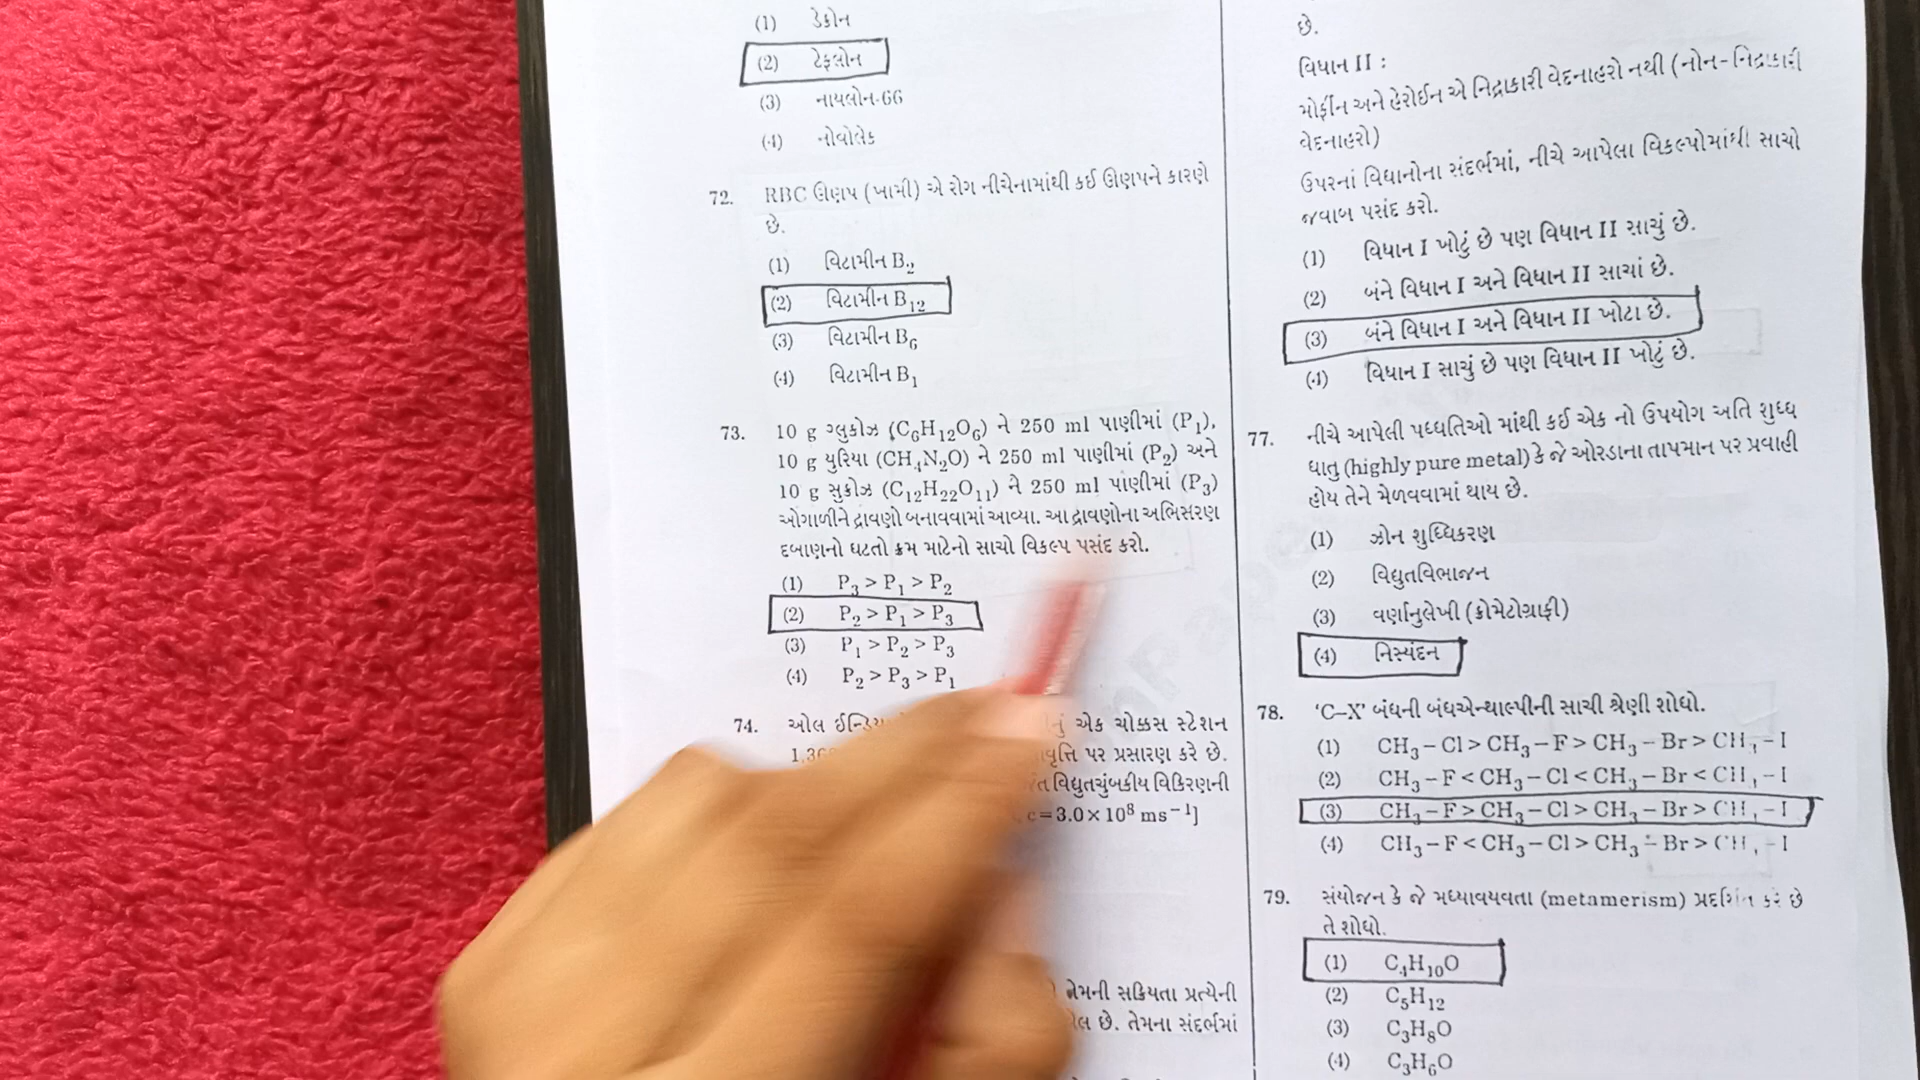 (1) ડેક્રોન
(2) ટેફલોન
(3) નાયલોન-66
(4) નોવોલેક
72. RBC ઊણપ (ખામી) એ રોગ નીચેનામાંથી કઈ ઊણપને કારણે
છે.
(1) વિટામીન B2
(2) વિટામીન B12
(3) વિટામીન B6
(4) વિટામીન B1
73. 10 g ગ્લુકોઝ (C6H12O6) ને 250 ml પાણીમાં (P1),
10 g યુરિયા (CH4N2O) ને 250 ml પાણીમાં (P2) અને
10 g સુક્રોઝ (C12H22O11) ને 250 ml પાણીમાં (P3)
ઓગાળીને દ્રાવણો બનાવવામાં આવ્યા. આ દ્રાવણોના અભિસરણ
દબાણનો ઘટતો ક્રમ માટેનો સાચો વિકલ્પ પસંદ કરો.
(1) P3 > P1 > P2
(2) P2 > P1 > P3
(3) P1 > P2 > P3
(4) P2 > P3 > P1
74. ઓલ એક ચોક્કસ સ્ટેશન
પર પ્રસારણ કરે છે.
વિદ્યુતચુંબકીય વિકિરણની
c=3.0×10⁸ ms⁻¹]
તેમની સક્રિયતા પ્રત્યેની
છે. તેમના સંદર્ભમાં
છે.
વિધાન II :
મોર્ફીન અને હેરોઈન એ નિદ્રાકારી વેદનાહરો નથી (નોન-નિદ્રાકારી
વેદનાહરો)
ઉપરનાં વિધાનોના સંદર્ભમાં, નીચે આપેલા વિકલ્પોમાંથી સાચો
જવાબ પસંદ કરો.
(1) વિધાન I ખોટું છે પણ વિધાન II સાચું છે.
(2) બંને વિધાન I અને વિધાન II સાચાં છે.
(3) બંને વિધાન I અને વિધાન II ખોટા છે.
(4) વિધાન I સાચું છે પણ વિધાન II ખોટું છે.
77. નીચે આપેલી પધ્ધતિઓ માંથી કઈ એક નો ઉપયોગ અતિ શુધ્ધ
ધાતુ (highly pure metal) કે જે ઓરડાના તાપમાન પર પ્રવાહી
હોય તેને મેળવવામાં થાય છે.
(1) ઝોન શુધ્ધિકરણ
(2) વિદ્યુતવિભાજન
(3) વર્ણાનુલેખી (ક્રોમેટોગ્રાફી)
(4) નિસ્યંદન
78. 'C–X' બંધની બંધએન્થાલ્પીની સાચી શ્રેણી શોધો.
(1) CH3 – Cl > CH3 – F > CH3 – Br > CH3 – I
(2) CH3 – F < CH3 – Cl < CH3 – Br < CH3 – I
(3) CH3 – F > CH3 – Cl > CH3 – Br > CH3 – I
(4) CH3 – F < CH3 – Cl > CH3 – Br > CH3 – I
79. સંયોજન કે જે મધ્યાવયવતા (metamerism) પ્રદર્શિત કરે છે
તે શોધો.
(1) C4H10O
(2) C5H12
(3) C3H8O
(4) C3H6O